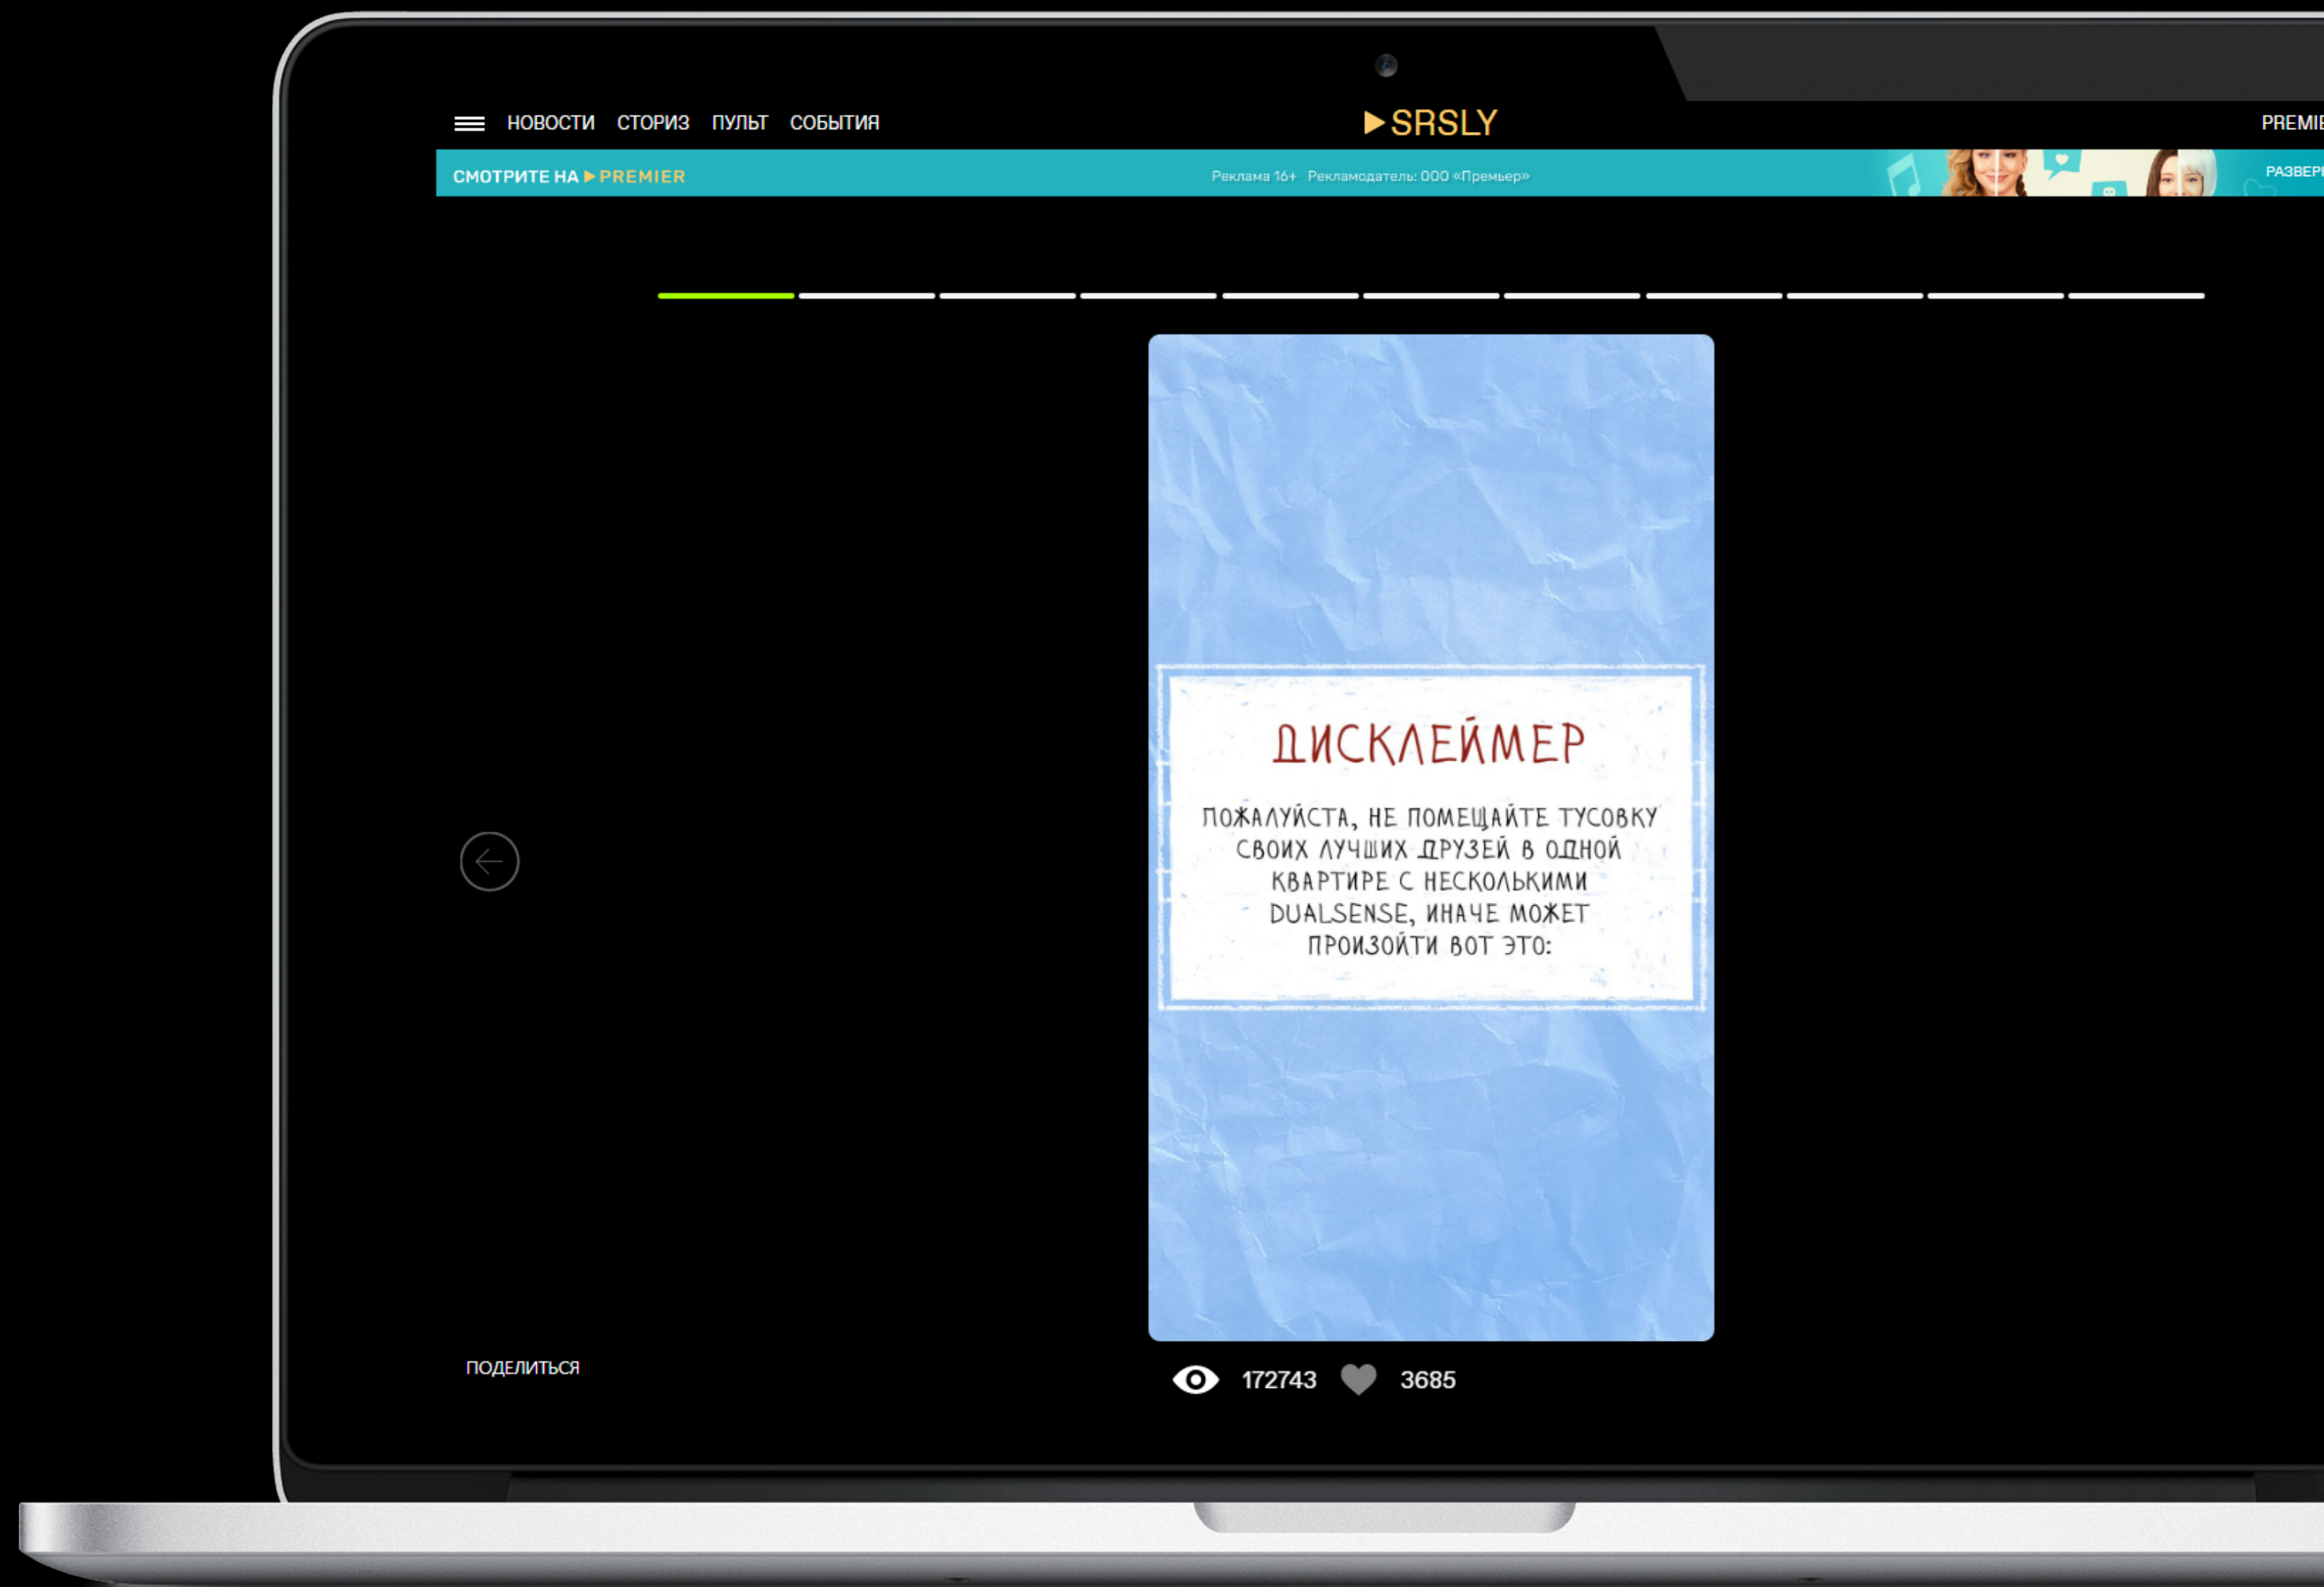 НОВОСТИ СТОРИЗ ПУЛЬТ СОБЫТИЯ
SRSLY
PREMIE
СМОТРИТЕ НА PREMIER
Реклама 16+ Рекламодатель: ООО «Премьер»
РАЗВЕР
ДИСКЛЕЙМЕР
ПОЖАЛУЙСТА, НЕ ПОМЕЩАЙТЕ ТУСОВКУ
СВОИХ ЛУЧШИХ ДРУЗЕЙ В ОДНОЙ
КВАРТИРЕ С НЕСКОЛЬКИМИ
DUALSENSE, ИНАЧЕ МОЖЕТ
ПРОИЗОЙТИ ВОТ ЭТО:
ПОДЕЛИТЬСЯ
172743 3685